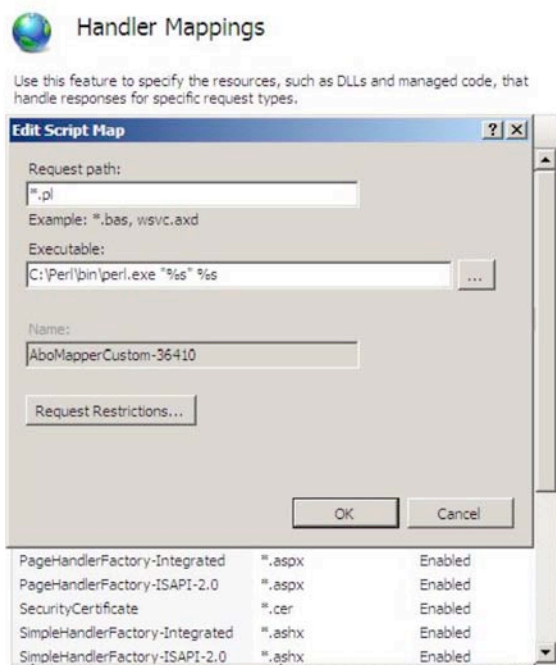 Handler Mappings
Use this feature to specify the resources, such as DLLs and managed code, that
handle responses for specific request types.
Edit Script Map
Request path:
*.pl
Example: *.bas, wsvc.axd
Executable:
C:\Perl\bin\perl.exe "%s" %s
...
Name:
AboMapperCustom-36410
Request Restrictions...
OK Cancel
PageHandlerFactory-Integrated *.aspx Enabled
PageHandlerFactory-ISAPI-2.0 *.aspx Enabled
SecurityCertificate *.cer Enabled
SimpleHandlerFactory-Integrated *.ashx Enabled
SimpleHandlerFactory-ISAPI-2.0 *.ashx Enabled